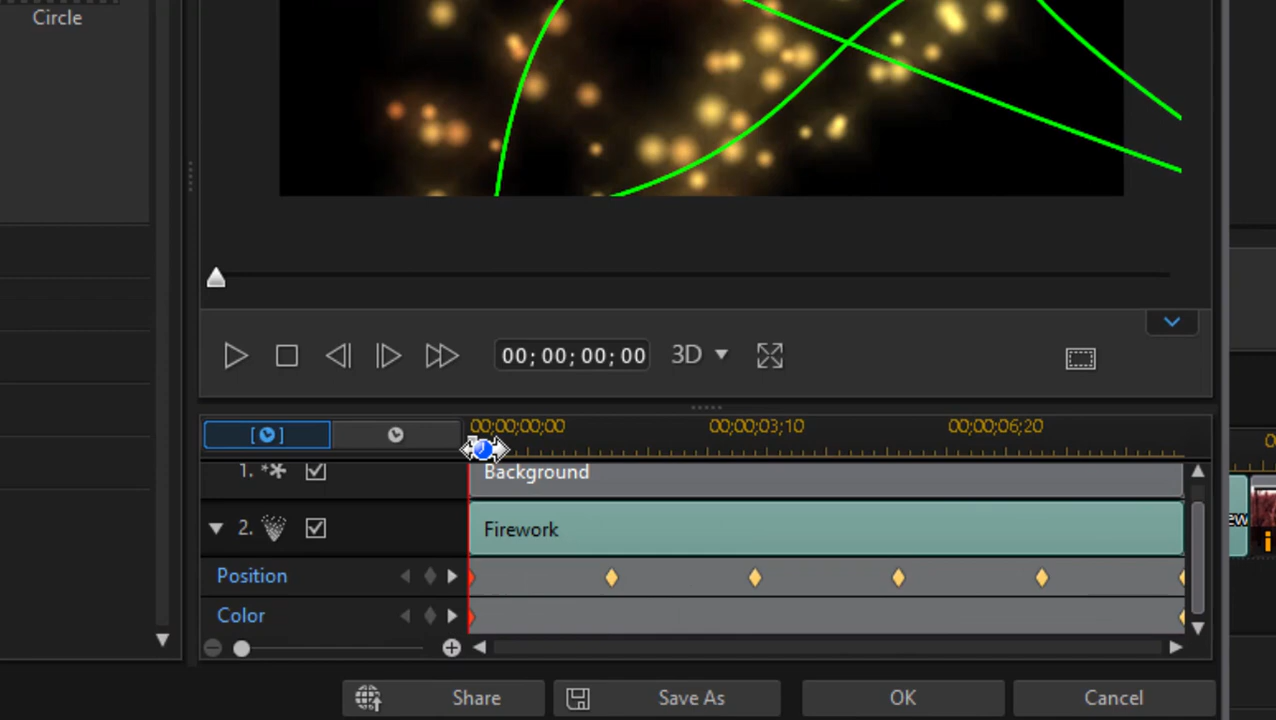 Circle
00;00;00;00 3D
00;00;00;00 00;00;03;10 00;00;06;20
1. Background
2. Firework
Position
Color
Share Save As OK Cancel